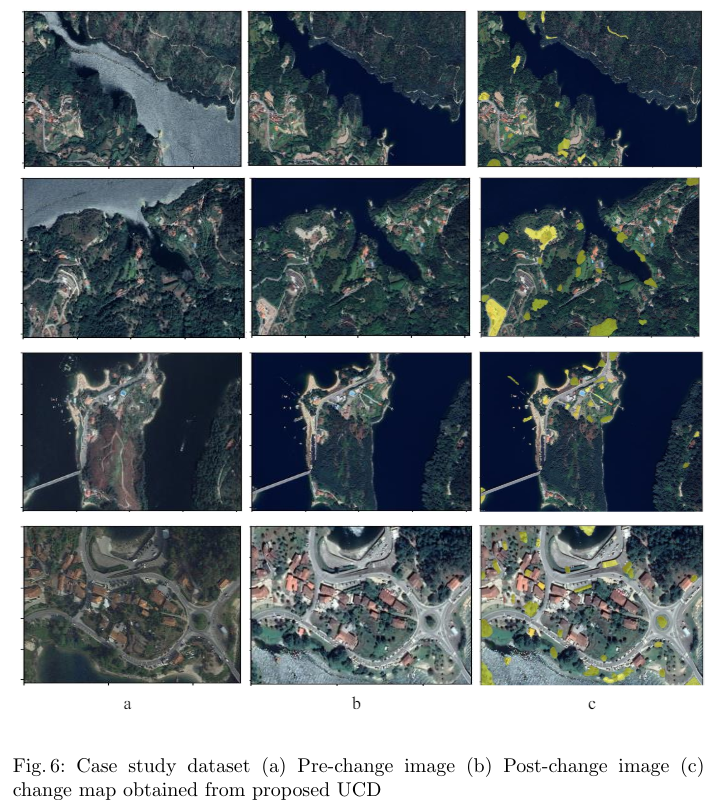 a b c
Fig. 6: Case study dataset (a) Pre-change image (b) Post-change image (c)
change map obtained from proposed UCD